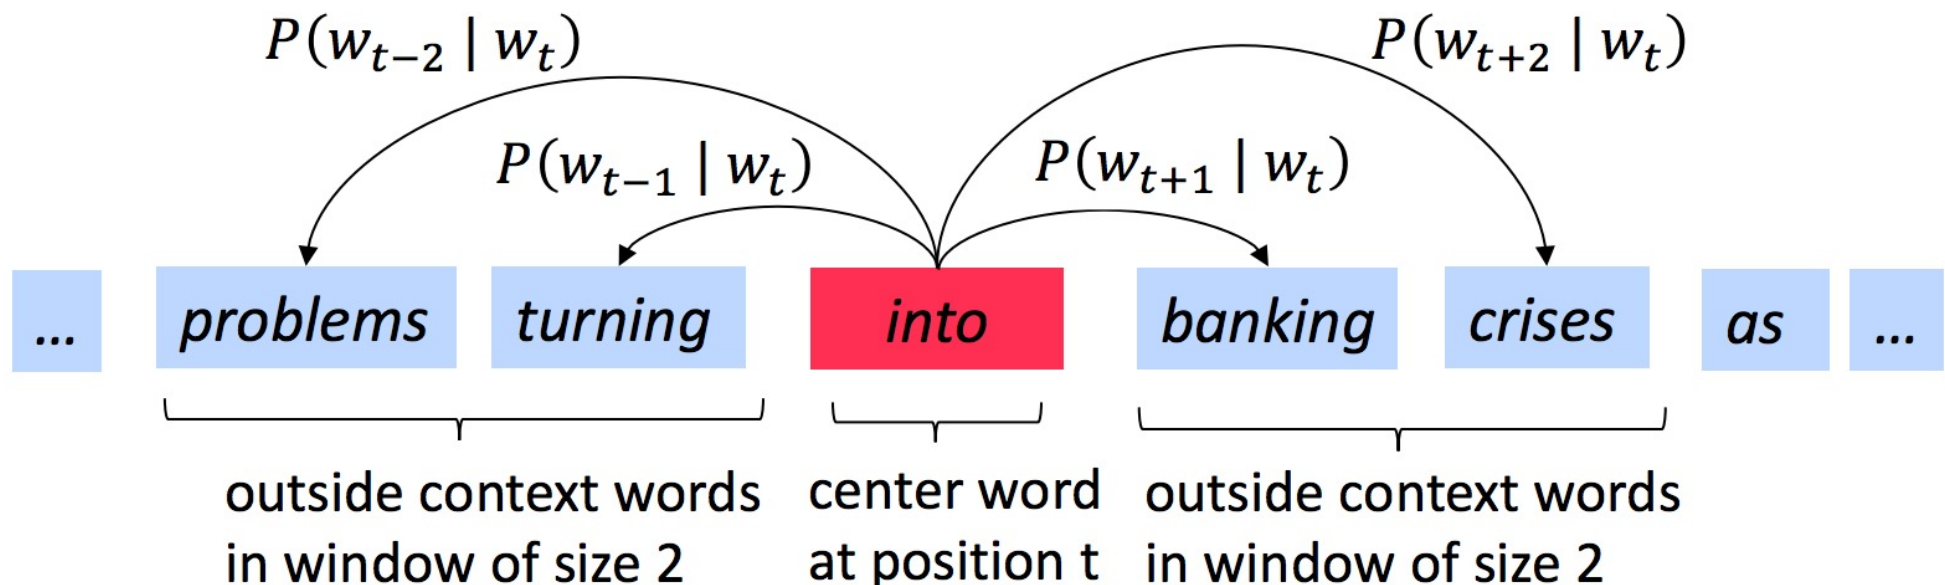 P(w_{t−2} | w_t) P(w_{t+2} | w_t)
P(w_{t−1} | w_t) P(w_{t+1} | w_t)
... problems turning into banking crises as ...
outside context words center word outside context words
in window of size 2 at position t in window of size 2